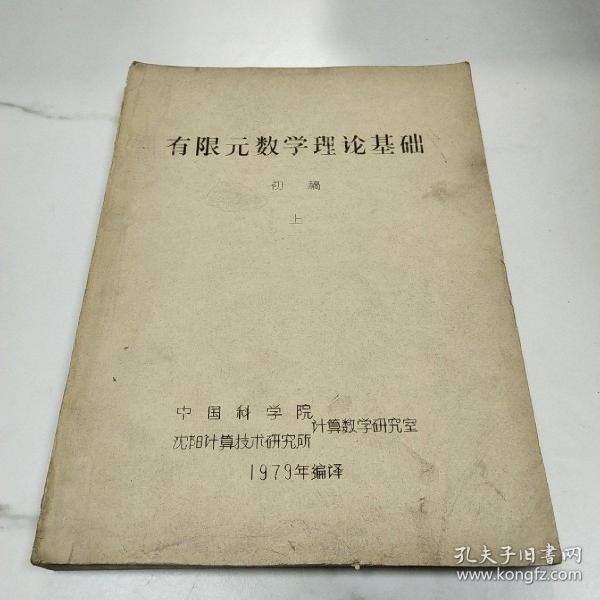 有限元数学理论基础
初 稿
上
中国科学院
沈阳计算技术研究所
计算数学研究室
1979年编译
孔夫子旧书网
www.kongfz.com